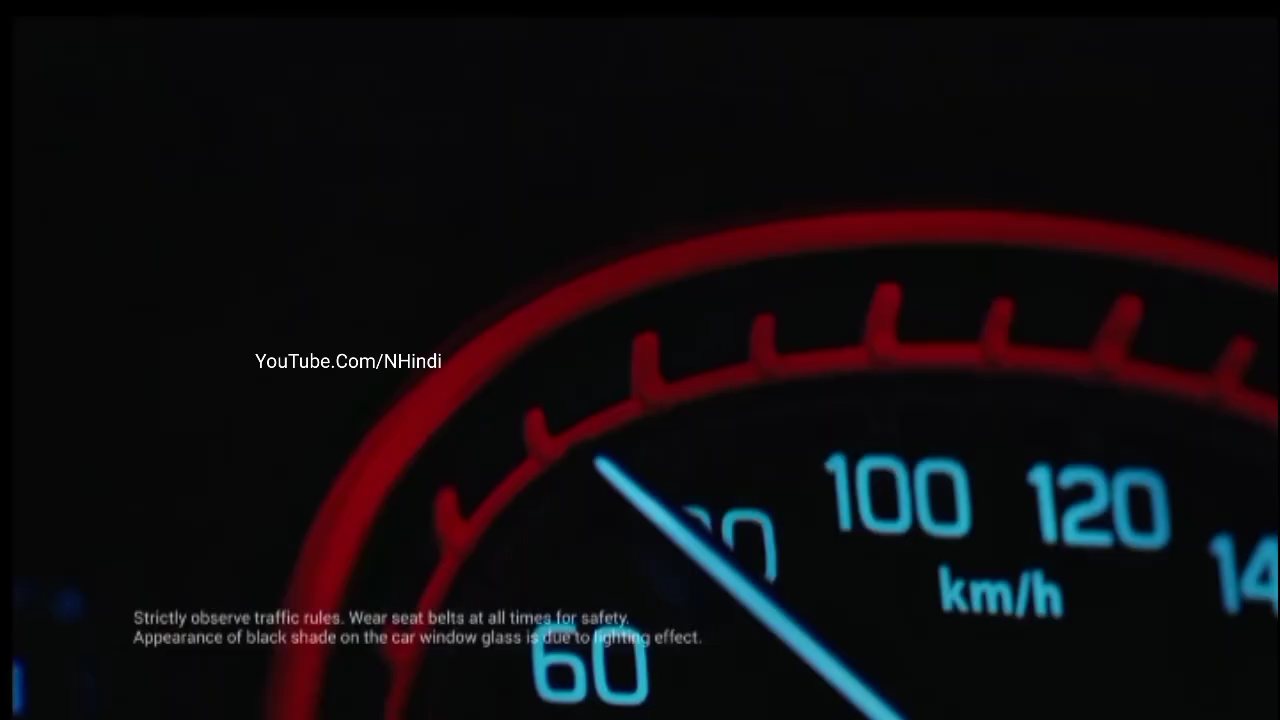 YouTube.Com/NHindi
100 120
km/h
Strictly observe traffic rules. Wear seat belts at all times for safety.
Appearance of black shade on the car window glass is due to lighting effect.
60